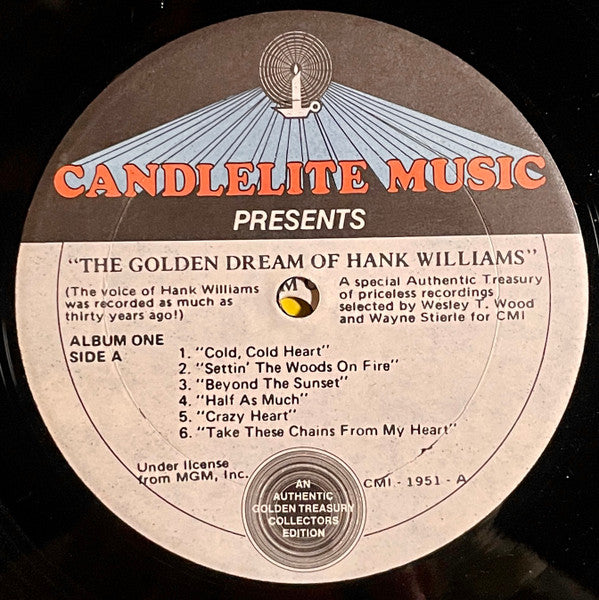 CANDLELITE MUSIC
PRESENTS
"THE GOLDEN DREAM OF HANK WILLIAMS"
(The voice of Hank Williams
was recorded as much as
thirty years ago!)
A special Authentic Treasury
of priceless recordings
selected by Wesley T. Wood
and Wayne Stierle for CMI
ALBUM ONE
SIDE A
1. "Cold, Cold Heart"
2. "Settin' The Woods On Fire"
3. "Beyond The Sunset"
4. "Half As Much"
5. "Crazy Heart"
6. "Take These Chains From My Heart"
Under license
from MGM, Inc.
CMI - 1951 - A
AN
AUTHENTIC
GOLDEN TREASURY
COLLECTORS
EDITION